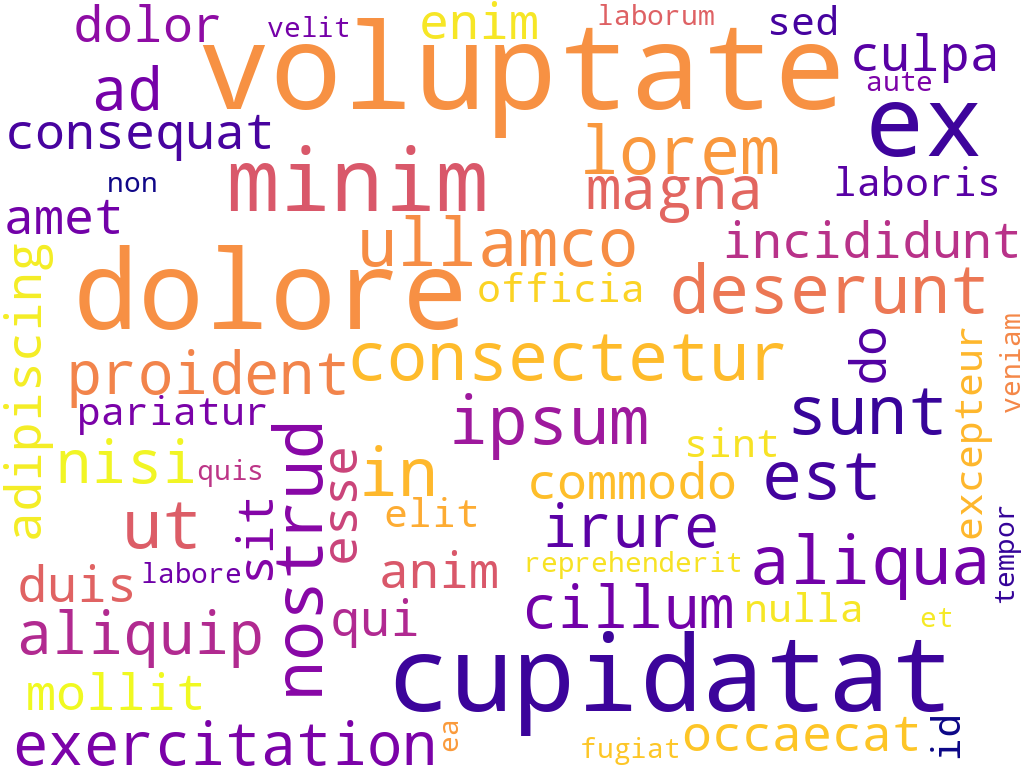 dolor
velit
enim
laborum
sed
voluptate
culpa
aute
ad
ex
consequat
lorem
minim
non
magna
laboris
amet
ullamco
incididunt
adipiscing
dolore
officia
deserunt
consectetur
do
excepteur
veniam
proident
pariatur
ipsum
sunt
nostrud
sint
nisi
quis
esse
in
commodo
est
ut
sit
elit
irure
tempor
duis
labore
anim
reprehenderit
aliqua
aliquip
qui
cillum
nulla
et
cupidatat
mollit
exercitation
ea
fugiat
occaecat
id